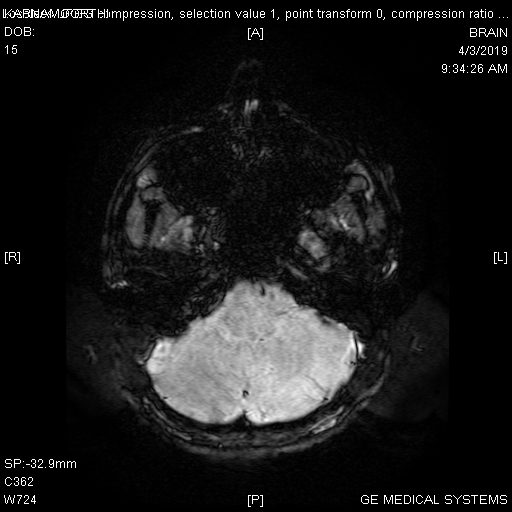 Impression, selection value 1, point transform 0, compression ratio ...
DOB:
15
[A]
BRAIN
4/3/2019
9:34:26 AM
[R]
[L]
SP:-32.9mm
C362
W724
[P]
GE MEDICAL SYSTEMS